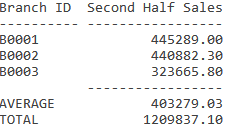 Branch ID  Second Half Sales
---------- -----------------
B0001              445289.00
B0002              440882.30
B0003              323665.80
           -----------------
AVERAGE            403279.03
TOTAL             1209837.10